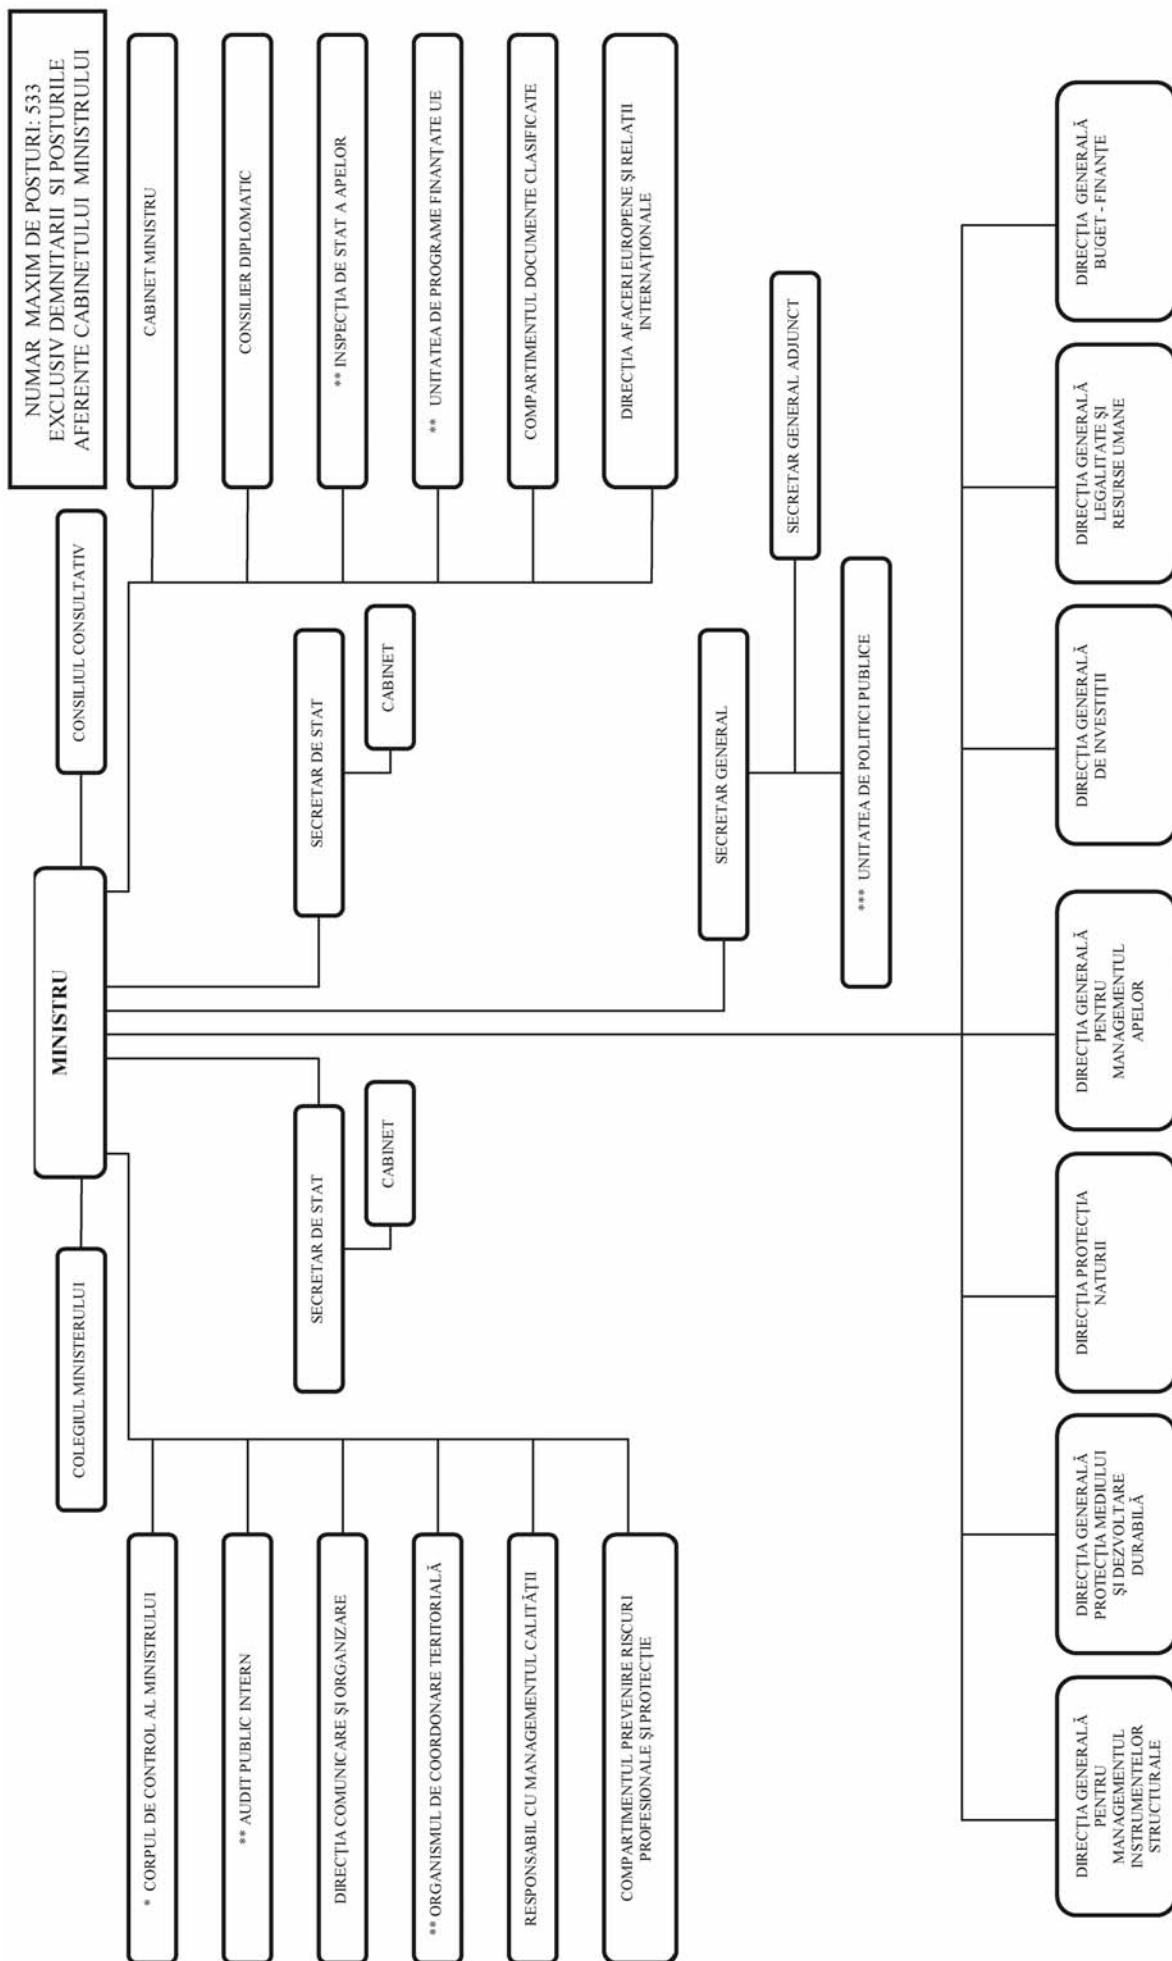 NUMAR MAXIM DE POSTURI: 533
EXCLUSIV DEMNITARII SI POSTURILE
AFERENTE CABINETULUI MINISTRULUI
MINISTRU
COLEGIUL MINISTERULUI
CONSILIUL CONSULTATIV
* CORPUL DE CONTROL AL MINISTRULUI
** AUDIT PUBLIC INTERN
DIRECȚIA COMUNICARE ȘI ORGANIZARE
** ORGANISMUL DE COORDONARE TERITORIALĂ
RESPONSABIL CU MANAGEMENTUL CALITĂȚII
COMPARTIMENTUL PREVENIRE RISCURI
PROFESIONALE ȘI PROTECȚIE
SECRETAR DE STAT
CABINET
SECRETAR DE STAT
CABINET
CABINET MINISTRU
CONSILIER DIPLOMATIC
** INSPECȚIA DE STAT A APELOR
** UNITATEA DE PROGRAME FINANȚATE UE
COMPARTIMENTUL DOCUMENTE CLASIFICATE
DIRECȚIA AFACERI EUROPENE ȘI RELAȚII
INTERNAȚIONALE
SECRETAR GENERAL
SECRETAR GENERAL ADJUNCT
*** UNITATEA DE POLITICI PUBLICE
DIRECȚIA GENERALĂ
PENTRU
MANAGEMENTUL
INSTRUMENTELOR
STRUCTURALE
DIRECȚIA GENERALĂ
PROTECȚIA MEDIULUI
ȘI DEZVOLTARE
DURABILĂ
DIRECȚIA PROTECȚIA
NATURII
DIRECȚIA GENERALĂ
PENTRU
MANAGEMENTUL
APELOR
DIRECȚIA GENERALĂ
DE INVESTIȚII
DIRECȚIA GENERALĂ
LEGALITATE ȘI
RESURSE UMANE
DIRECȚIA GENERALĂ
BUGET - FINANȚE